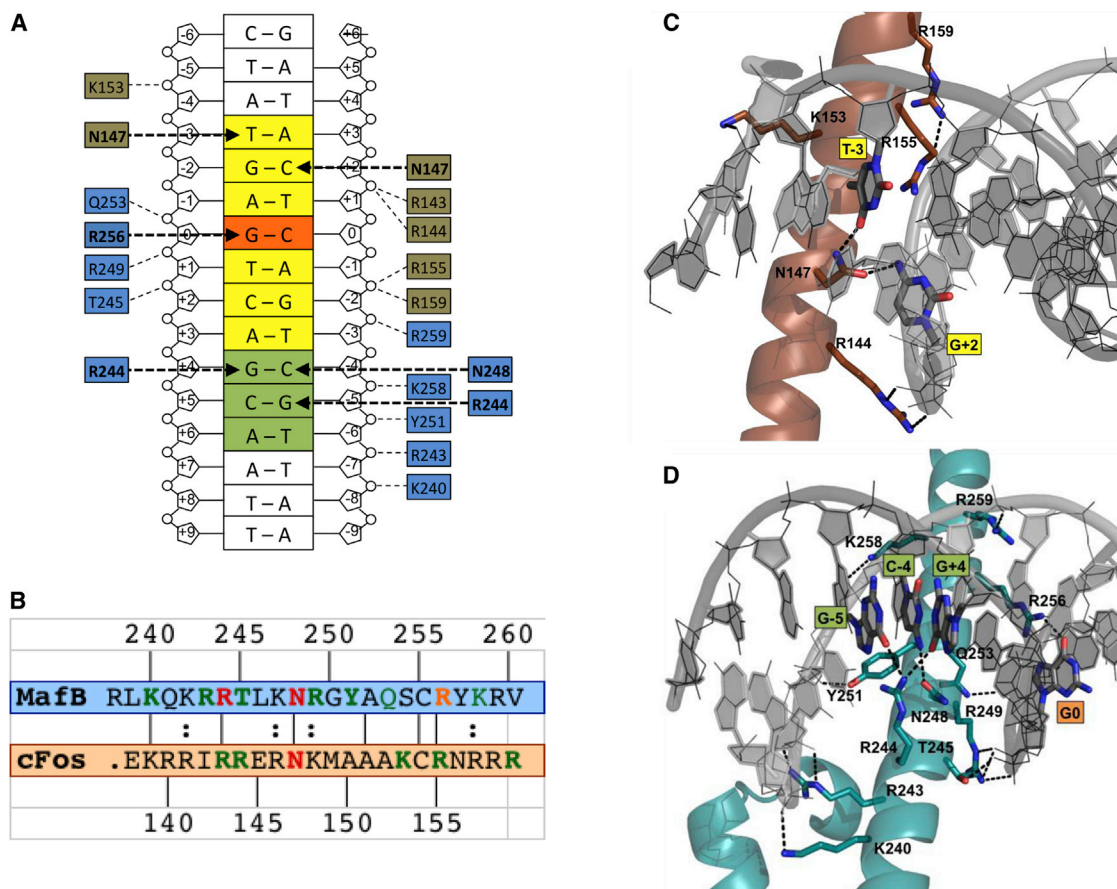 A
-6 C – G +6
-5 T – A +5
K153
-4 A – T +4
N147 -3 T – A +3
-2 G – C +2 N147
Q253 -1 A – T +1 R143
R144
R256 0 G – C 0
R249 +1 T – A -1 R155
T245 +2 C – G -2 R159
+3 A – T -3 R259
R244 +4 G – C -4 N248
K258
+5 C – G -5 R244
Y251
+6 A – T -6
R243
+7 A – T -7
K240
+8 T – A -8
+9 T – A -9
B
240 245 250 255 260
MafB RLKQKRRTLKNRGYAQSCRYKRV
: : : :
cFos .EKRRIRRERNKMAAAKCRNRRR
140 145 150 155
C
R159
K153
R155
T-3
N147
G+2
R144
D
R259
K258
C-4 G+4
R256
G-5
Q253
Y251
N248 R249
G0
R244 T245
R243
K240